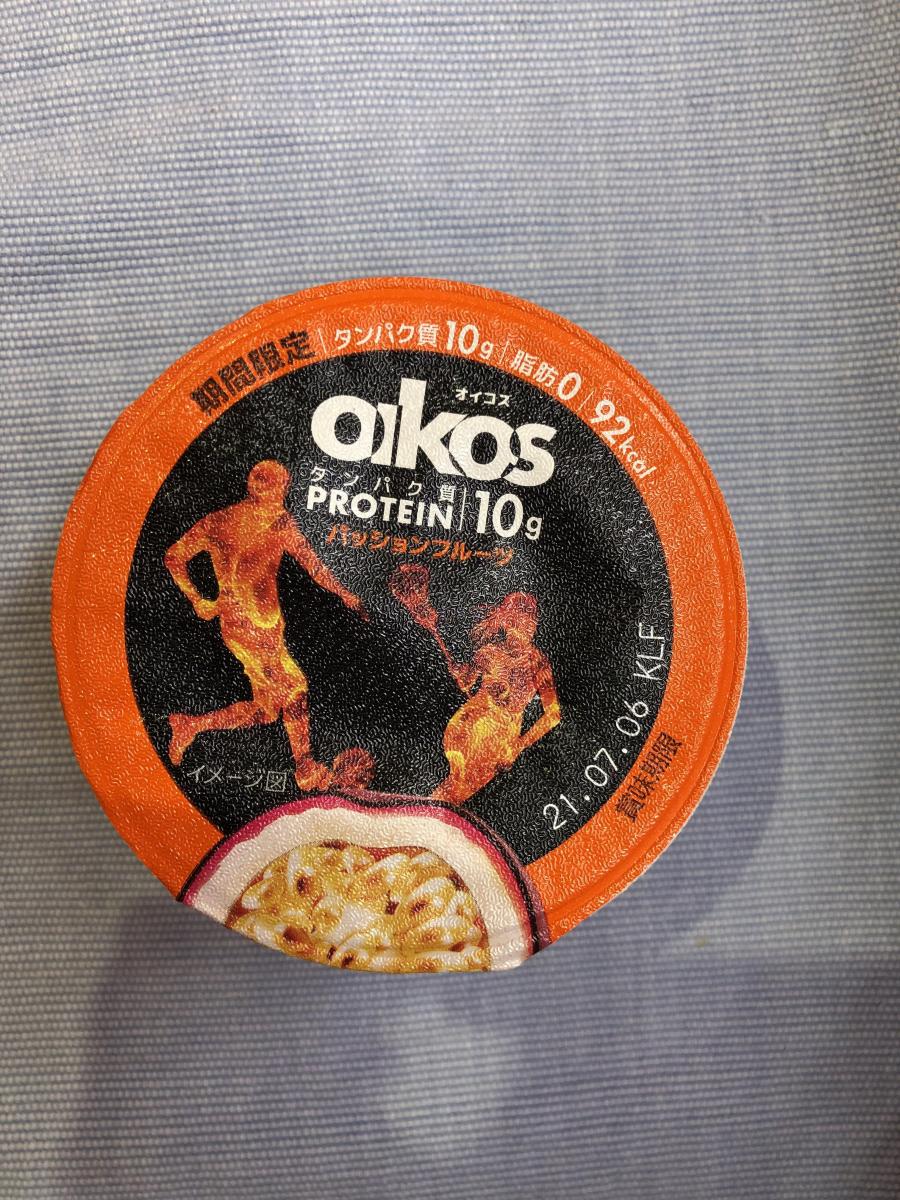 期間限定｜タンパク質10g｜脂肪0｜92kcal
オイコス
oikos
タンパク質
PROTEIN｜10g
パッションフルーツ
イメージ図
21.07.06 KLF
賞味期限